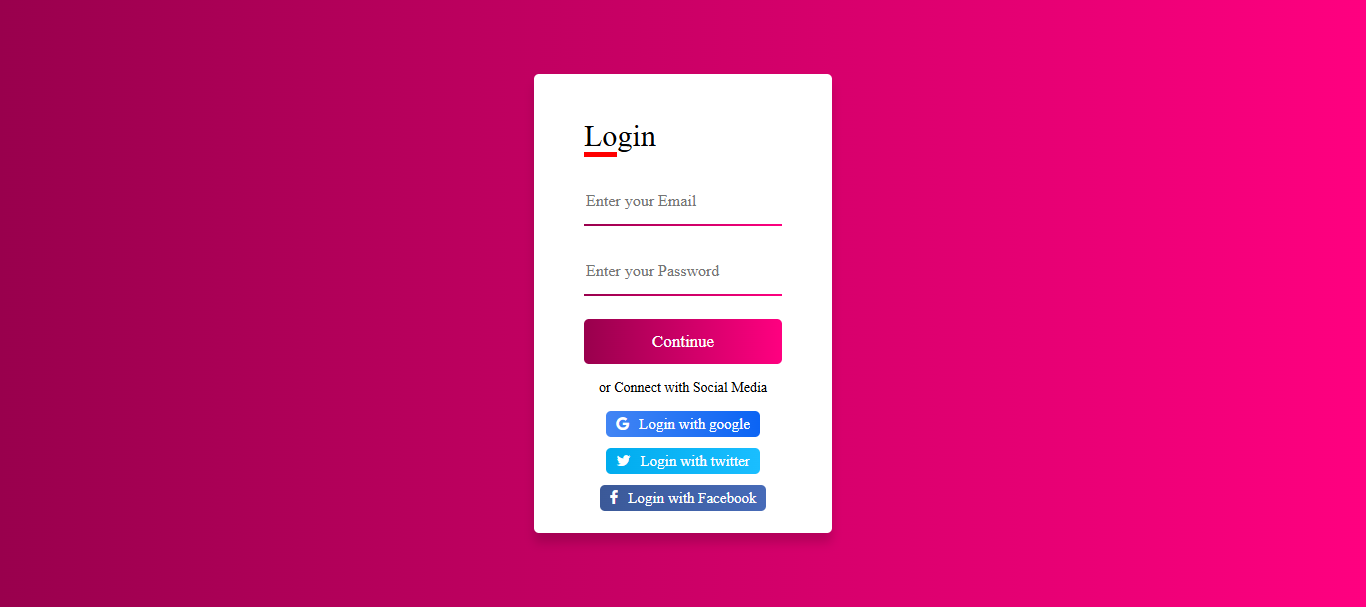 Login
Enter your Email
Enter your Password
Continue
or Connect with Social Media
Login with google
Login with twitter
Login with Facebook